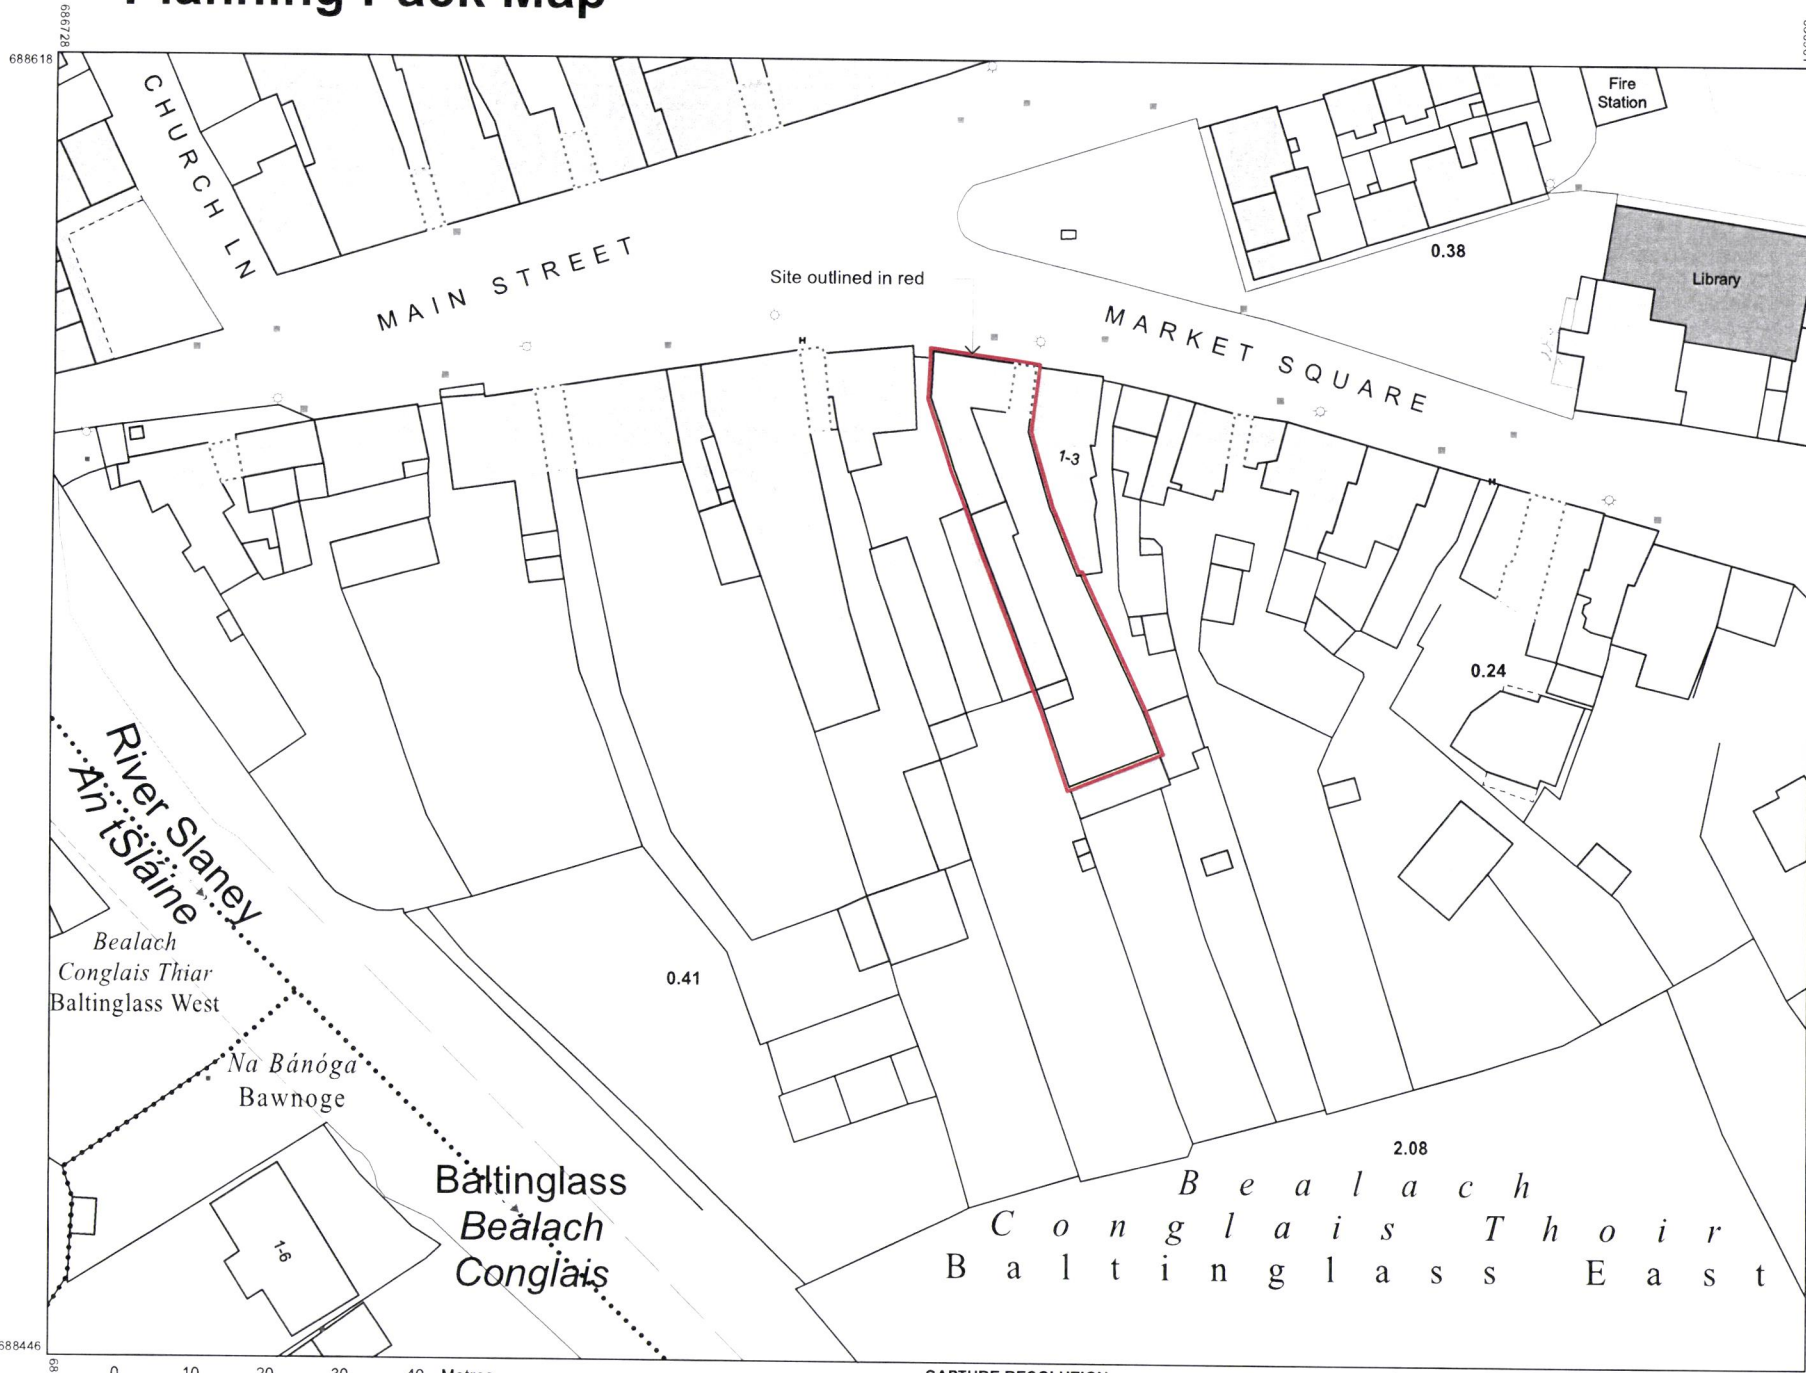 Planning Pack Map
686728
688618
CHURCH LN
MAIN STREET
Site outlined in red
MARKET SQUARE
Fire
Station
0.38
Library
H
1-3
H
0.24
River Slaney
An tSláine
Bealach
Conglais Thiar
Baltinglass West
0.41
Na Bánóga
Bawnoge
1-6
Baltinglass
Bealach
Conglais
2.08
Bealach
Conglais Thoir
Baltinglass East
688446
0 10 20 30 40 Metres
CAPTURE RESOLUTION